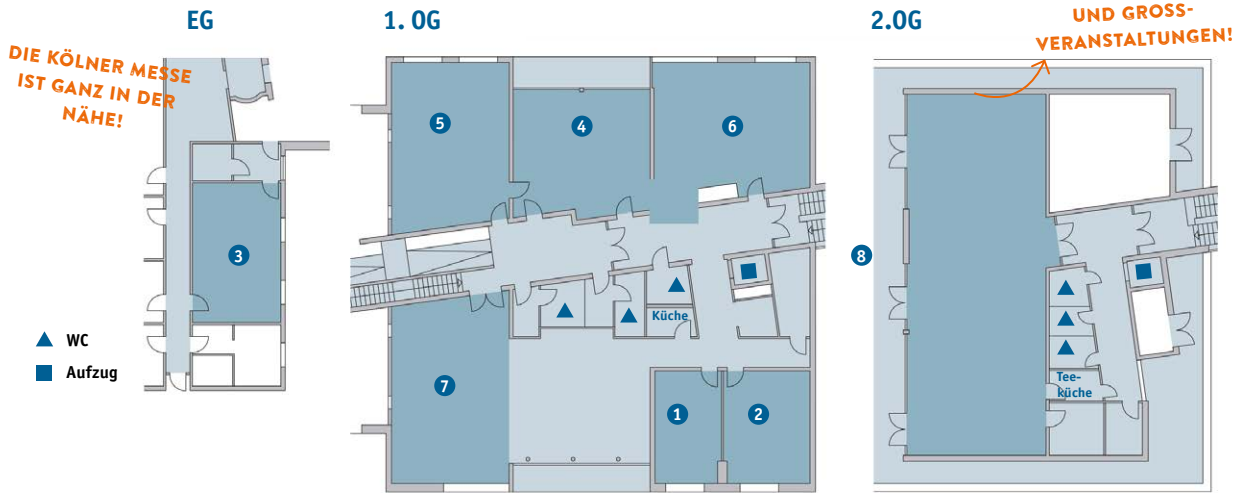 EG
1. OG
2.OG
DIE KÖLNER MESSE
IST GANZ IN DER
NÄHE!
UND GROSS-
VERANSTALTUNGEN!
5
4
6
3
8
Küche
WC
Aufzug
7
1
2
Tee-
küche